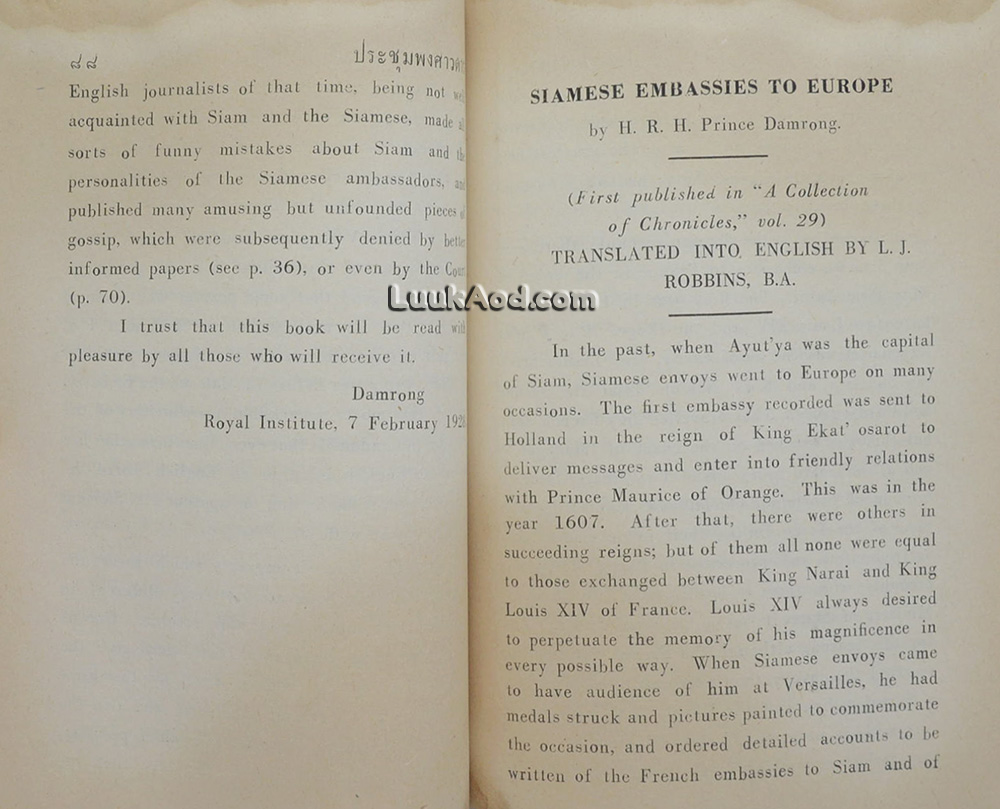 ๘๘
ประชุมพงศาวดาร
English journalists of that time, being not well
acquainted with Siam and the Siamese, made all
sorts of funny mistakes about Siam and the
personalities of the Siamese ambassadors, and
published many amusing but unfounded pieces of
gossip, which were subsequently denied by better
informed papers (see p. 36), or even by the Court
(p. 70).
I trust that this book will be read with
pleasure by all those who will receive it.
Damrong
Royal Institute, 7 February 192
SIAMESE EMBASSIES TO EUROPE
by H. R. H. Prince Damrong.
(First published in "A Collection
of Chronicles," vol. 29)
TRANSLATED INTO ENGLISH BY L. J.
ROBBINS, B.A.
In the past, when Ayut'ya was the capital
of Siam, Siamese envoys went to Europe on many
occasions. The first embassy recorded was sent to
Holland in the reign of King Ekat' osarot to
deliver messages and enter into friendly relations
with Prince Maurice of Orange. This was in the
year 1607. After that, there were others in
succeeding reigns; but of them all none were equal
to those exchanged between King Narai and King
Louis XIV of France. Louis XIV always desired
to perpetuate the memory of his magnificence in
every possible way. When Siamese envoys came
to have audience of him at Versailles, he had
medals struck and pictures painted to commemorate
the occasion, and ordered detailed accounts to be
written of the French embassies to Siam and of
LuukAod.com